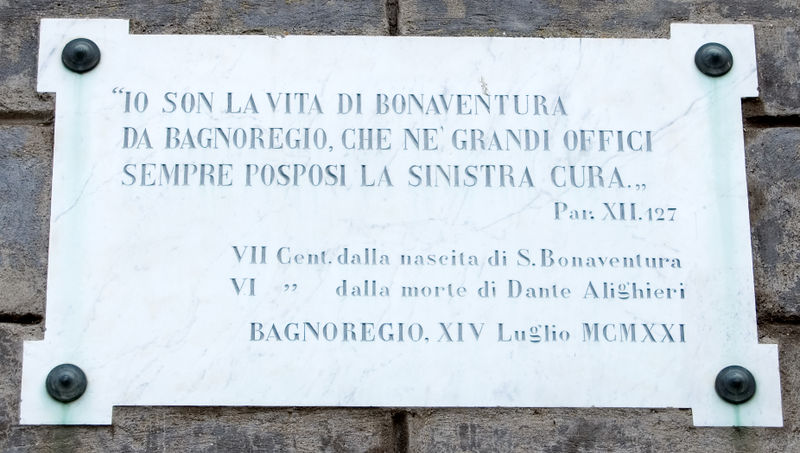 “IO SON LA VITA DI BONAVENTURA
DA BAGNOREGIO, CHE NE' GRANDI OFFICI
SEMPRE POSPOSI LA SINISTRA CURA.„
Par. XII. 127
VII Cent. dalla nascita di S. Bonaventura
VI ” dalla morte di Dante Alighieri
BAGNOREGIO, XIV Luglio MCMXXI